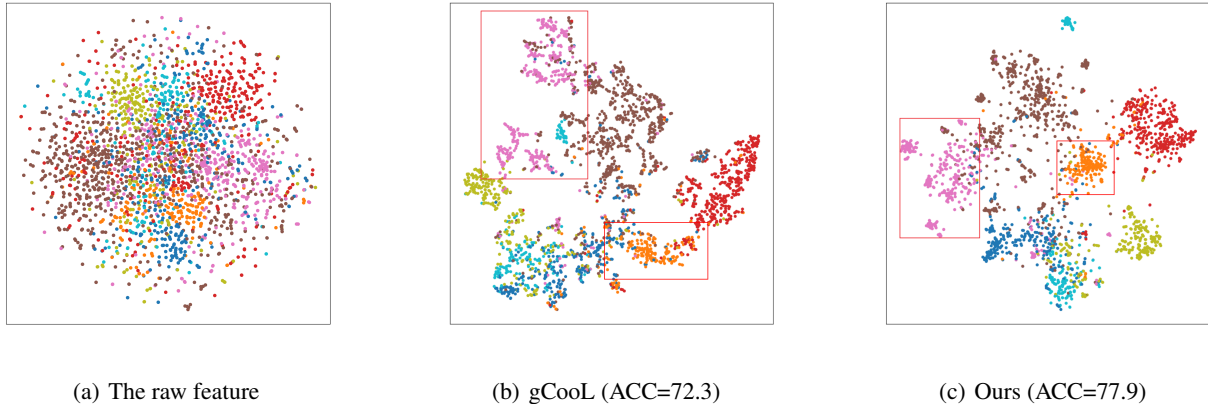 (a) The raw feature
(b) gCooL (ACC=72.3)
(c) Ours (ACC=77.9)